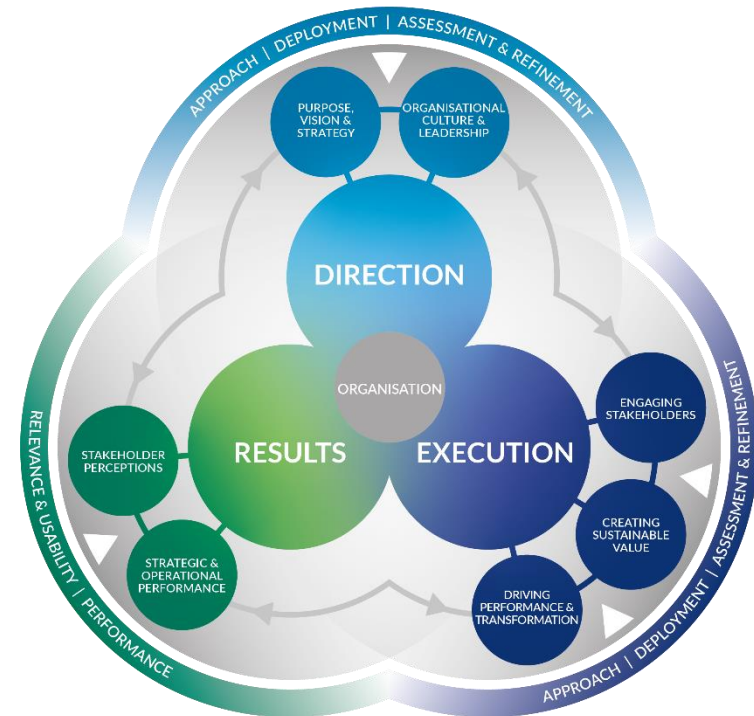 APPROACH | DEPLOYMENT | ASSESSMENT & REFINEMENT
PURPOSE,
VISION &
STRATEGY
ORGANISATIONAL
CULTURE &
LEADERSHIP
DIRECTION
ORGANISATION
RESULTS
EXECUTION
ENGAGING
STAKEHOLDERS
CREATING
SUSTAINABLE
VALUE
DRIVING
PERFORMANCE &
TRANSFORMATION
STAKEHOLDER
PERCEPTIONS
STRATEGIC &
OPERATIONAL
PERFORMANCE
RELEVANCE & USABILITY | PERFORMANCE
APPROACH | DEPLOYMENT | ASSESSMENT & REFINEMENT